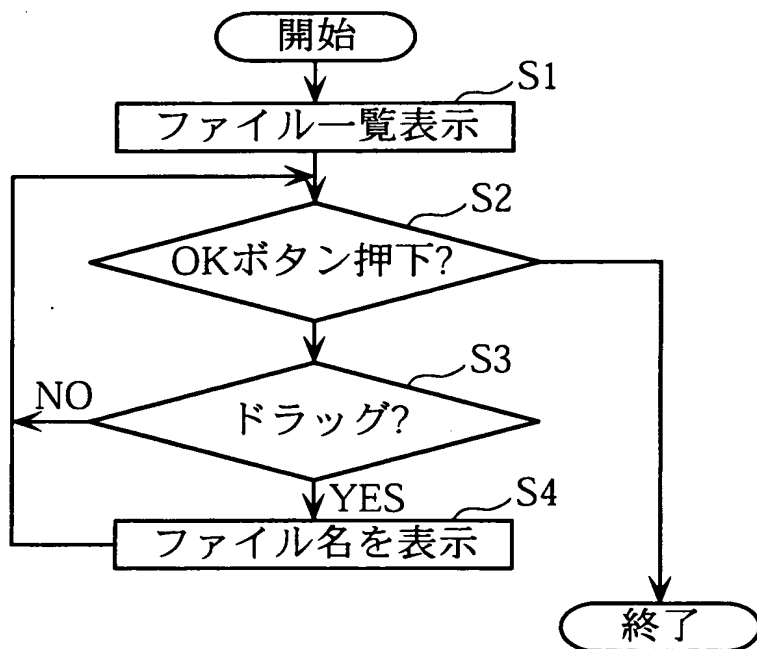 開始
S1
ファイル一覧表示
S2
OKボタン押下?
S3
NO
ドラッグ?
YES
S4
ファイル名を表示
終了